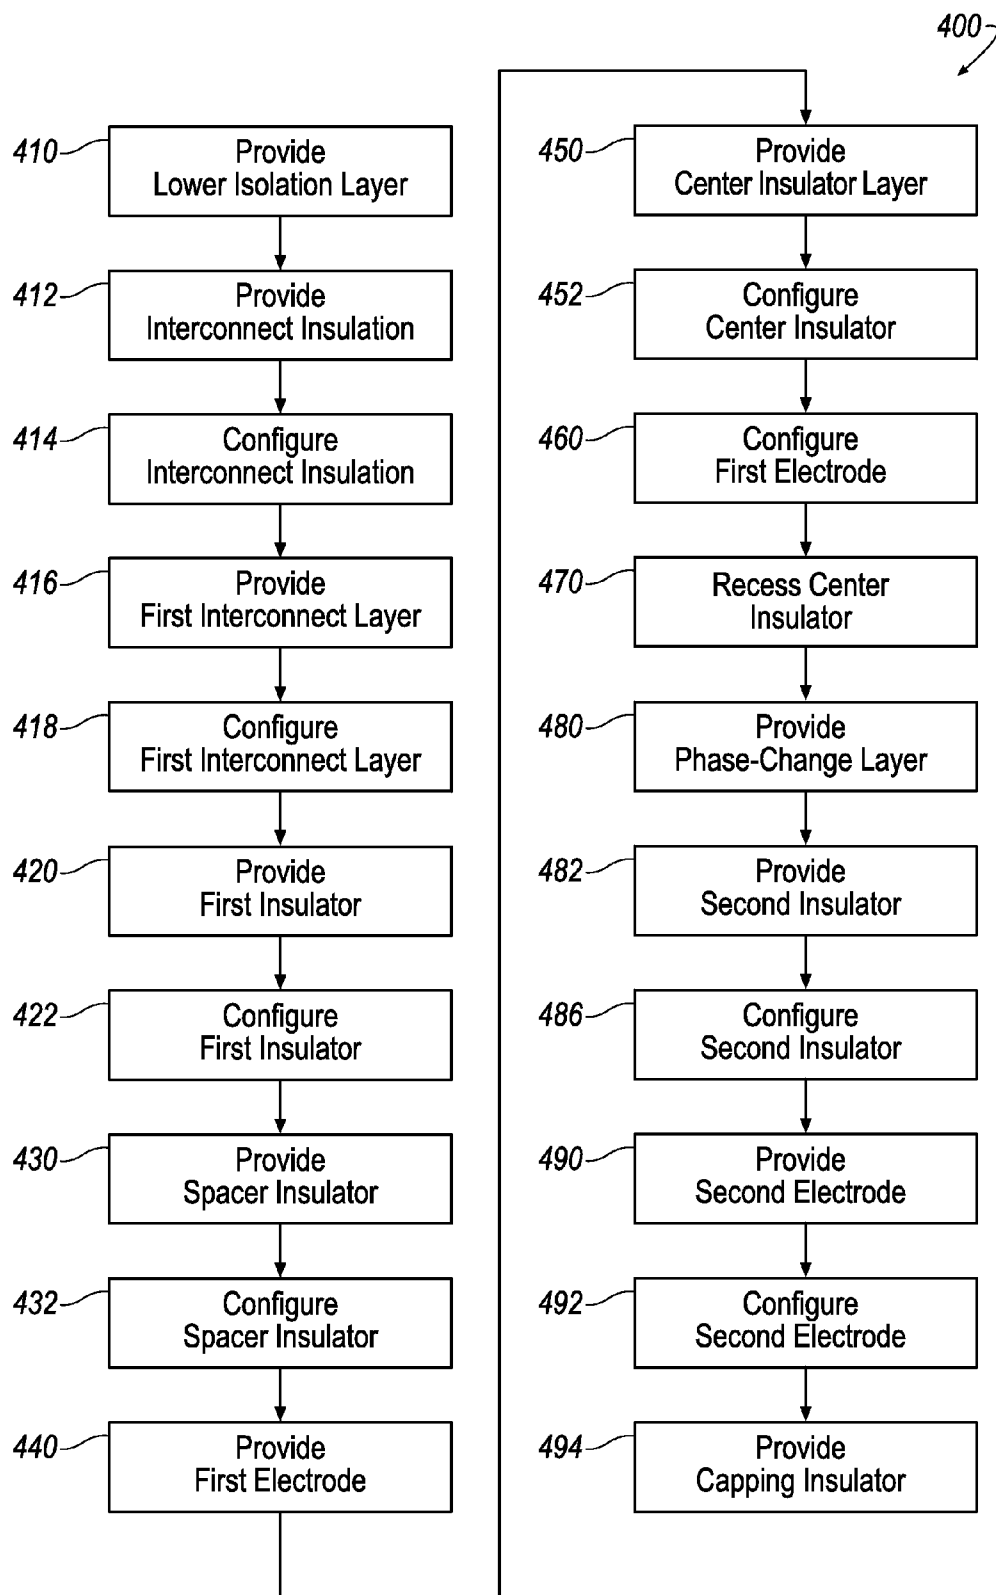 400
410
Provide
Lower Isolation Layer
412
Provide
Interconnect Insulation
414
Configure
Interconnect Insulation
416
Provide
First Interconnect Layer
418
Configure
First Interconnect Layer
420
Provide
First Insulator
422
Configure
First Insulator
430
Provide
Spacer Insulator
432
Configure
Spacer Insulator
440
Provide
First Electrode
450
Provide
Center Insulator Layer
452
Configure
Center Insulator
460
Configure
First Electrode
470
Recess Center
Insulator
480
Provide
Phase-Change Layer
482
Provide
Second Insulator
486
Configure
Second Insulator
490
Provide
Second Electrode
492
Configure
Second Electrode
494
Provide
Capping Insulator